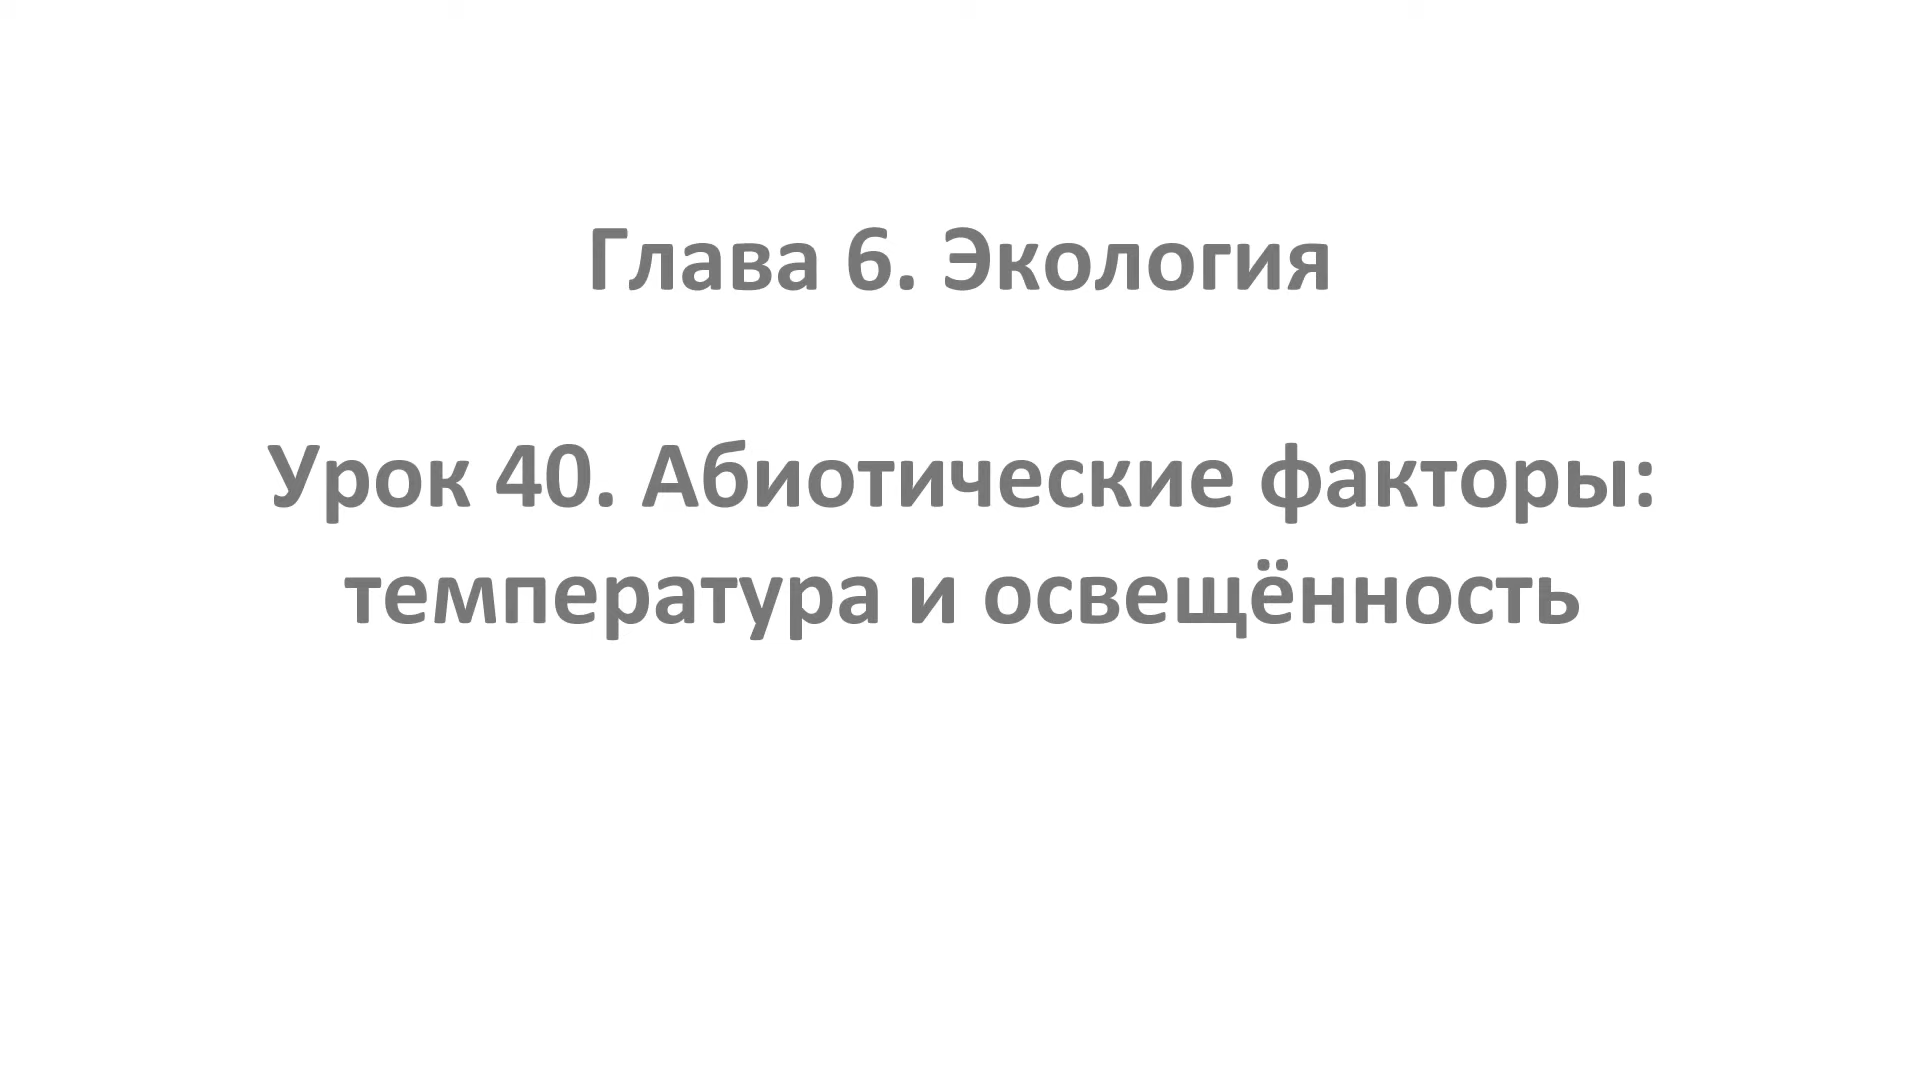 Глава 6. Экология
Урок 40. Абиотические факторы:
температура и освещённость